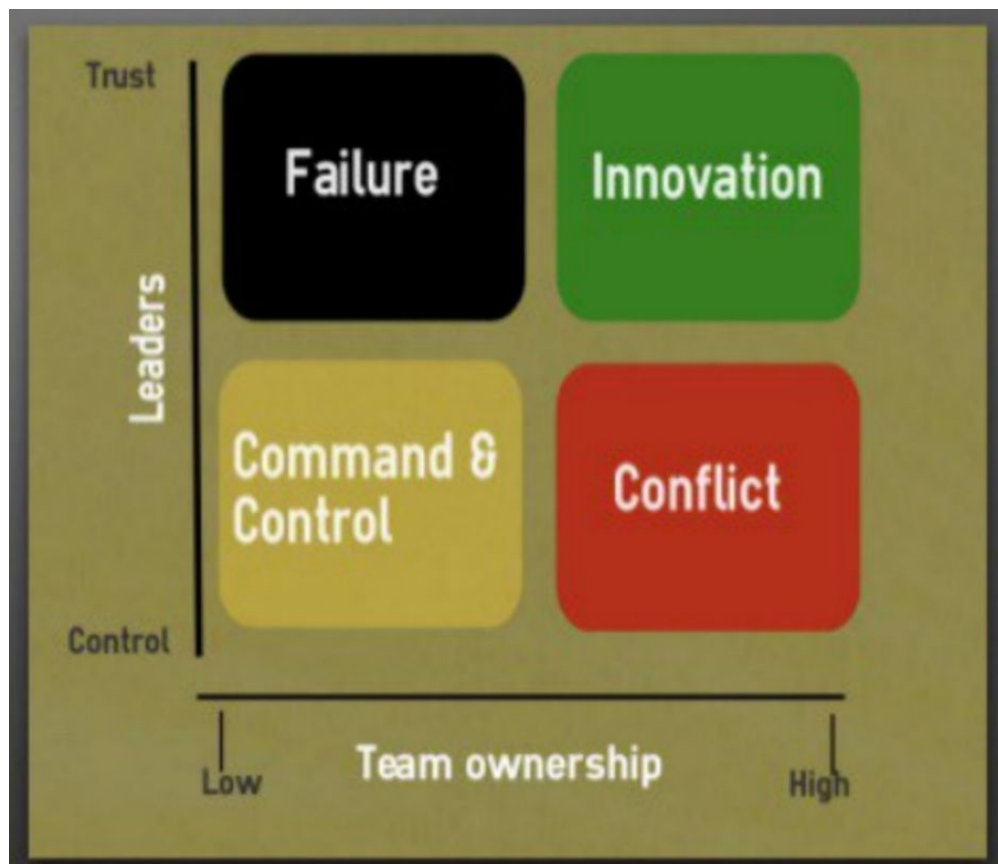 Trust
Failure
Innovation
Leaders
Command &
Control
Conflict
Control
Low
Team ownership
High